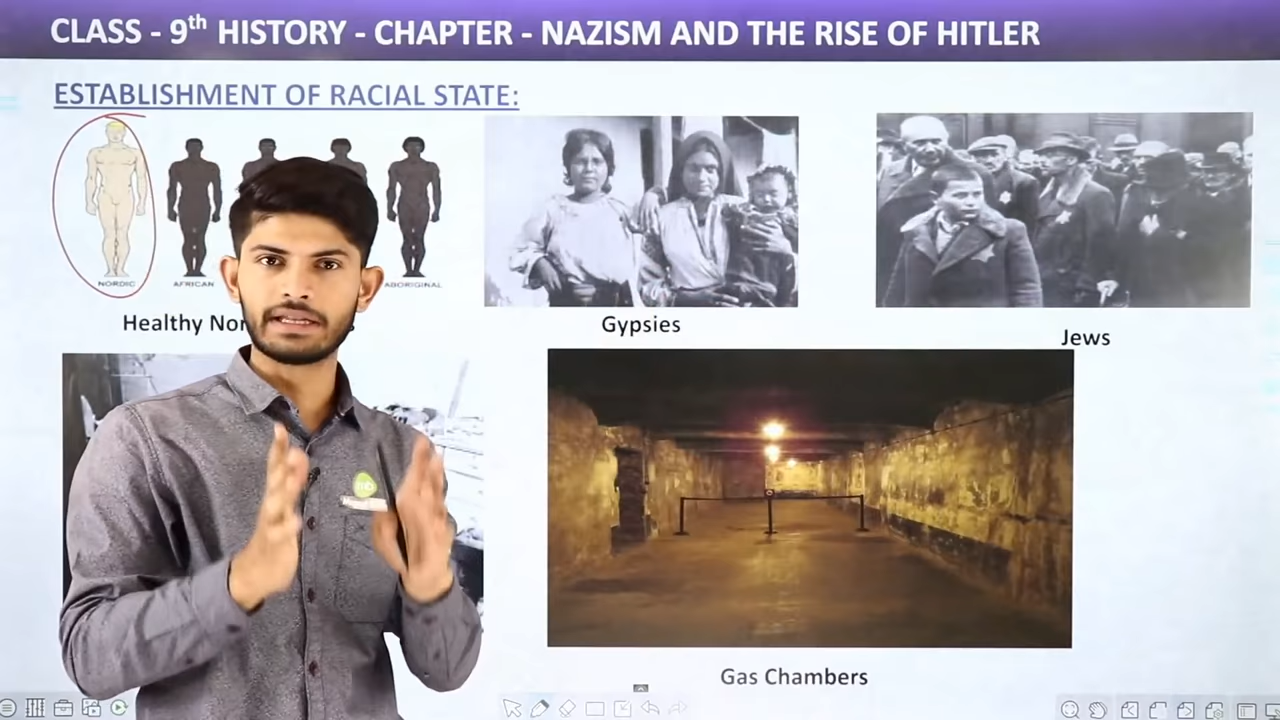 CLASS - 9th HISTORY - CHAPTER - NAZISM AND THE RISE OF HITLER
ESTABLISHMENT OF RACIAL STATE:
NORDIC
AFRICAN
ABORIGINAL
Healthy
Gypsies
Jews
Gas Chambers